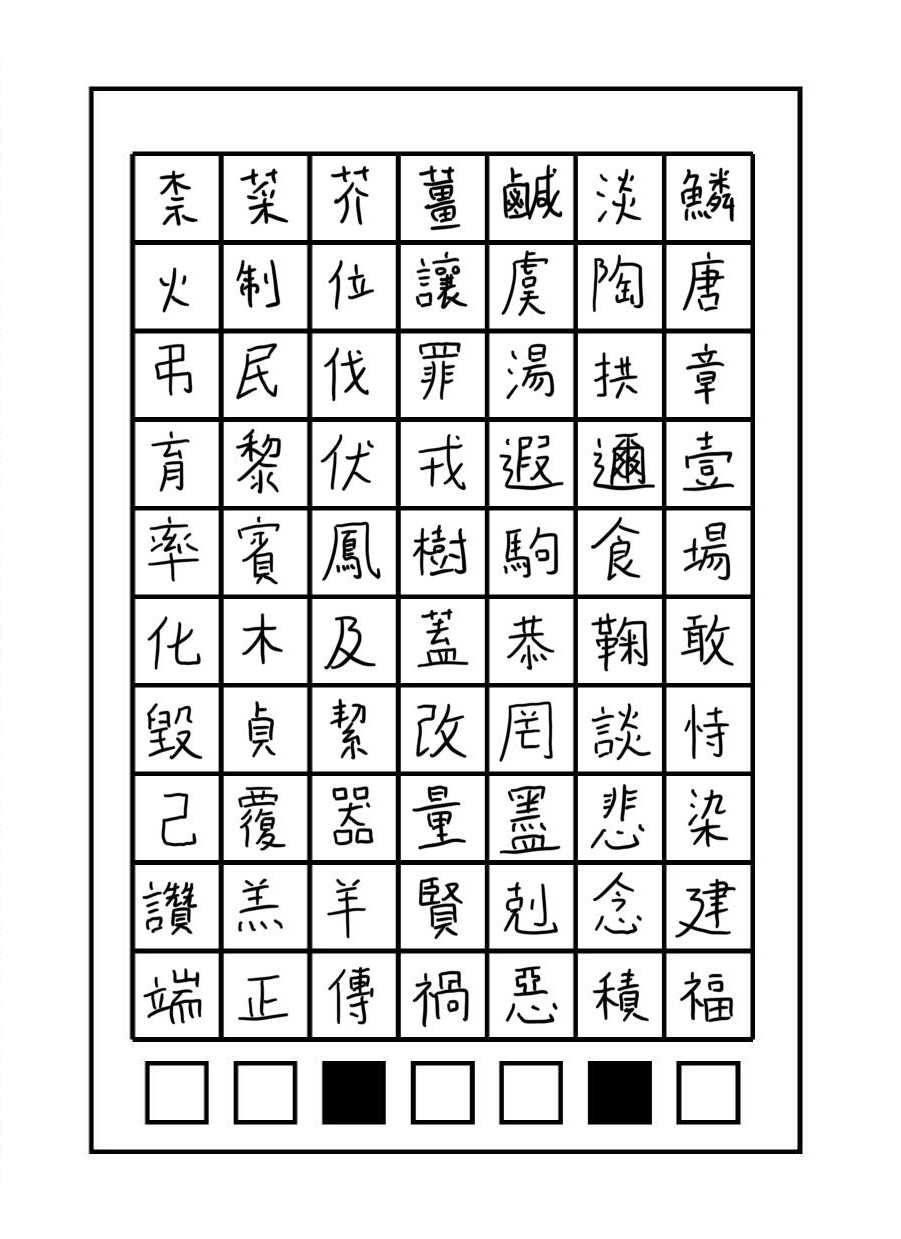 柰菜芥薑鹹淡鱗
火制位讓虞陶唐
弔民伐罪湯拱章
育黎伏戎遐邇壹
率賓鳳樹駒食場
化木及蓋恭鞠敢
毀貞絜改罔談恃
己覆器量墨悲染
讚羔羊賢剋念建
端正傳禍惡積福